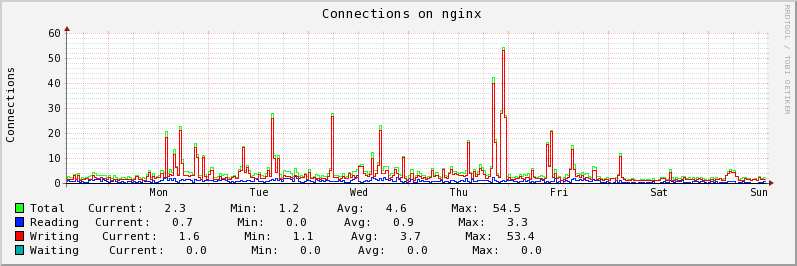 Connections on nginx
RRDTOOL / TOBI OETIKER
Connections
60
50
40
30
20
10
0
Mon Tue Wed Thu Fri Sat Sun
Total Current: 2.3 Min: 1.2 Avg: 4.6 Max: 54.5
Reading Current: 0.7 Min: 0.0 Avg: 0.9 Max: 3.3
Writing Current: 1.6 Min: 1.1 Avg: 3.7 Max: 53.4
Waiting Current: 0.0 Min: 0.0 Avg: 0.0 Max: 0.0